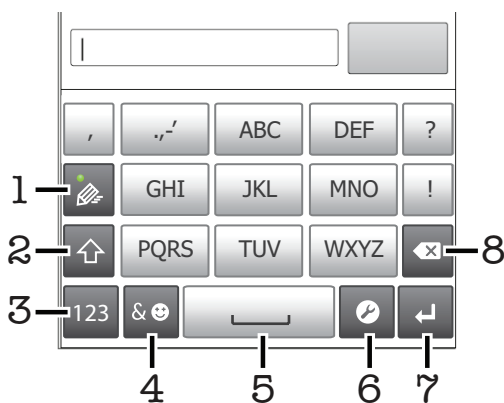 , .,-′ ABC DEF ?
1 GHI JKL MNO !
2 PQRS TUV WXYZ 8
3 123 &
4 5 6 7